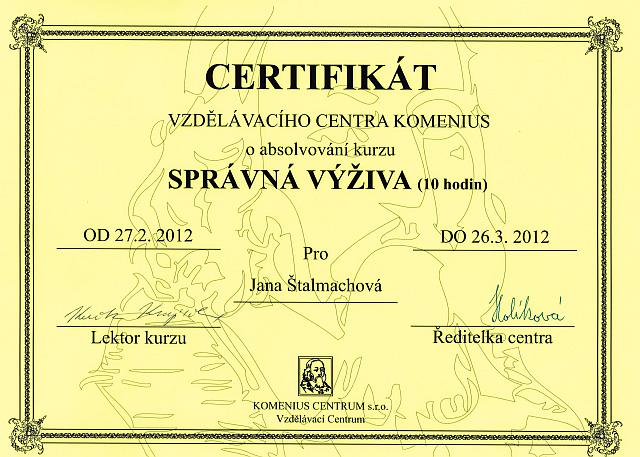 CERTIFIKÁT
VZDĚLÁVACÍHO CENTRA KOMENIUS
o absolvování kurzu
SPRÁVNÁ VÝŽIVA (10 hodin)
OD 27.2. 2012
DO 26.3. 2012
Pro
Jana Štalmachová
Holíková
Lektor kurzu
Ředitelka centra
KOMENIUS CENTRUM s.r.o.
Vzdělávací Centrum